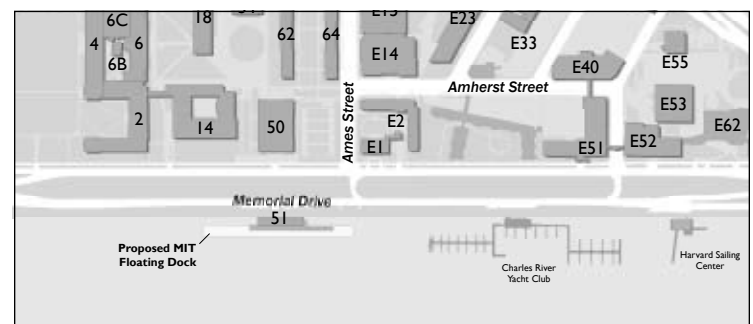 6C
18
54
E15
E23
4
6
62
64
E33
6B
E14
E40
E55
Amherst Street
E53
2
14
50
Ames Street
E2
E1
E51
E52
E62
Memorial Drive
51
Proposed MIT
Floating Dock
Charles River
Yacht Club
Harvard Sailing
Center